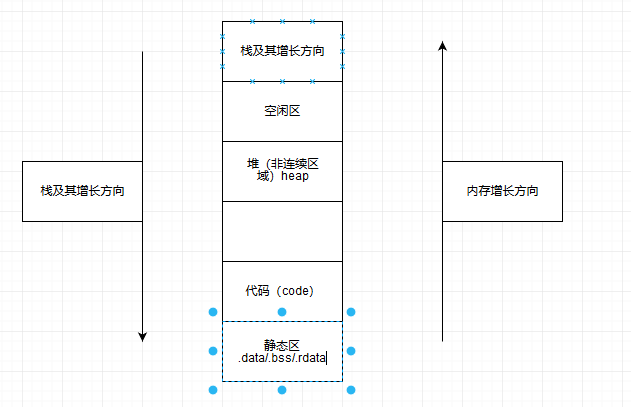 栈及其增长方向
空闲区
堆（非连续区
域）heap
栈及其增长方向
内存增长方向
代码（code）
静态区
.data/.bss/.rdata